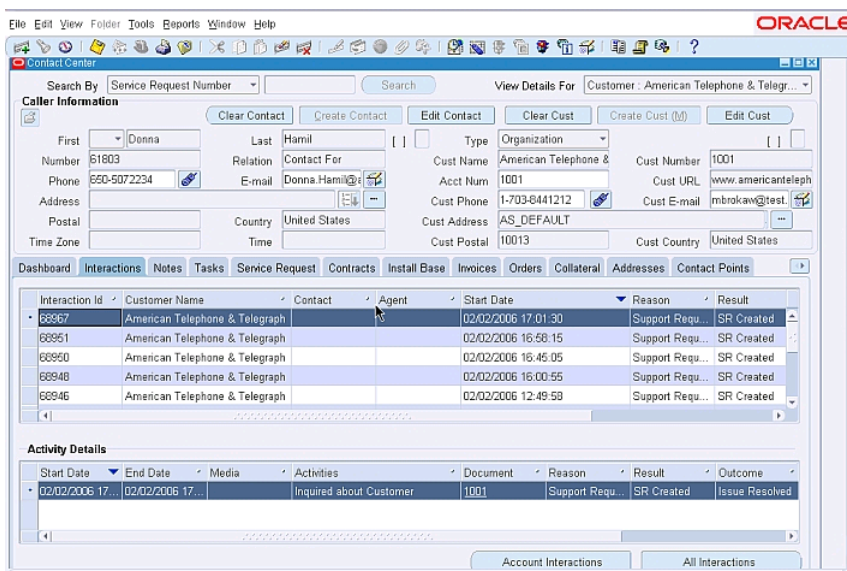 File Edit View Folder Tools Reports Window Help
ORACLE
Contact Center
Search By Service Request Number Search View Details For Customer : American Telephone & Telegr...
Caller Information
Clear Contact Create Contact Edit Contact Clear Cust Create Cust (M) Edit Cust
First Donna Last Hamil [ ] Type Organization [ ]
Number 61803 Relation Contact For Cust Name American Telephone & Cust Number 1001
Phone 650-5072234 E-mail Donna.Hamil@a Acct Num 1001 Cust URL www.americanteleph
Address Cust Phone 1-703-8441212 Cust E-mail mbrokaw@test.
Postal Country United States Cust Address AS_DEFAULT
Time Zone Time Cust Postal 10013 Cust Country United States
Dashboard Interactions Notes Tasks Service Request Contracts Install Base Invoices Orders Collateral Addresses Contact Points
Interaction Id Customer Name Contact Agent Start Date Reason Result
68967 American Telephone & Telegraph 02/02/2006 17:01:30 Support Requ... SR Created
68951 American Telephone & Telegraph 02/02/2006 16:58:15 Support Requ... SR Created
68950 American Telephone & Telegraph 02/02/2006 16:45:05 Support Requ... SR Created
68948 American Telephone & Telegraph 02/02/2006 16:00:55 Support Requ... SR Created
68946 American Telephone & Telegraph 02/02/2006 12:49:58 Support Requ... SR Created
Activity Details
Start Date End Date Media Activities Document Reason Result Outcome
02/02/2006 17... 02/02/2006 17... Inquired about Customer 1001 Support Requ... SR Created Issue Resolved
Account Interactions All Interactions